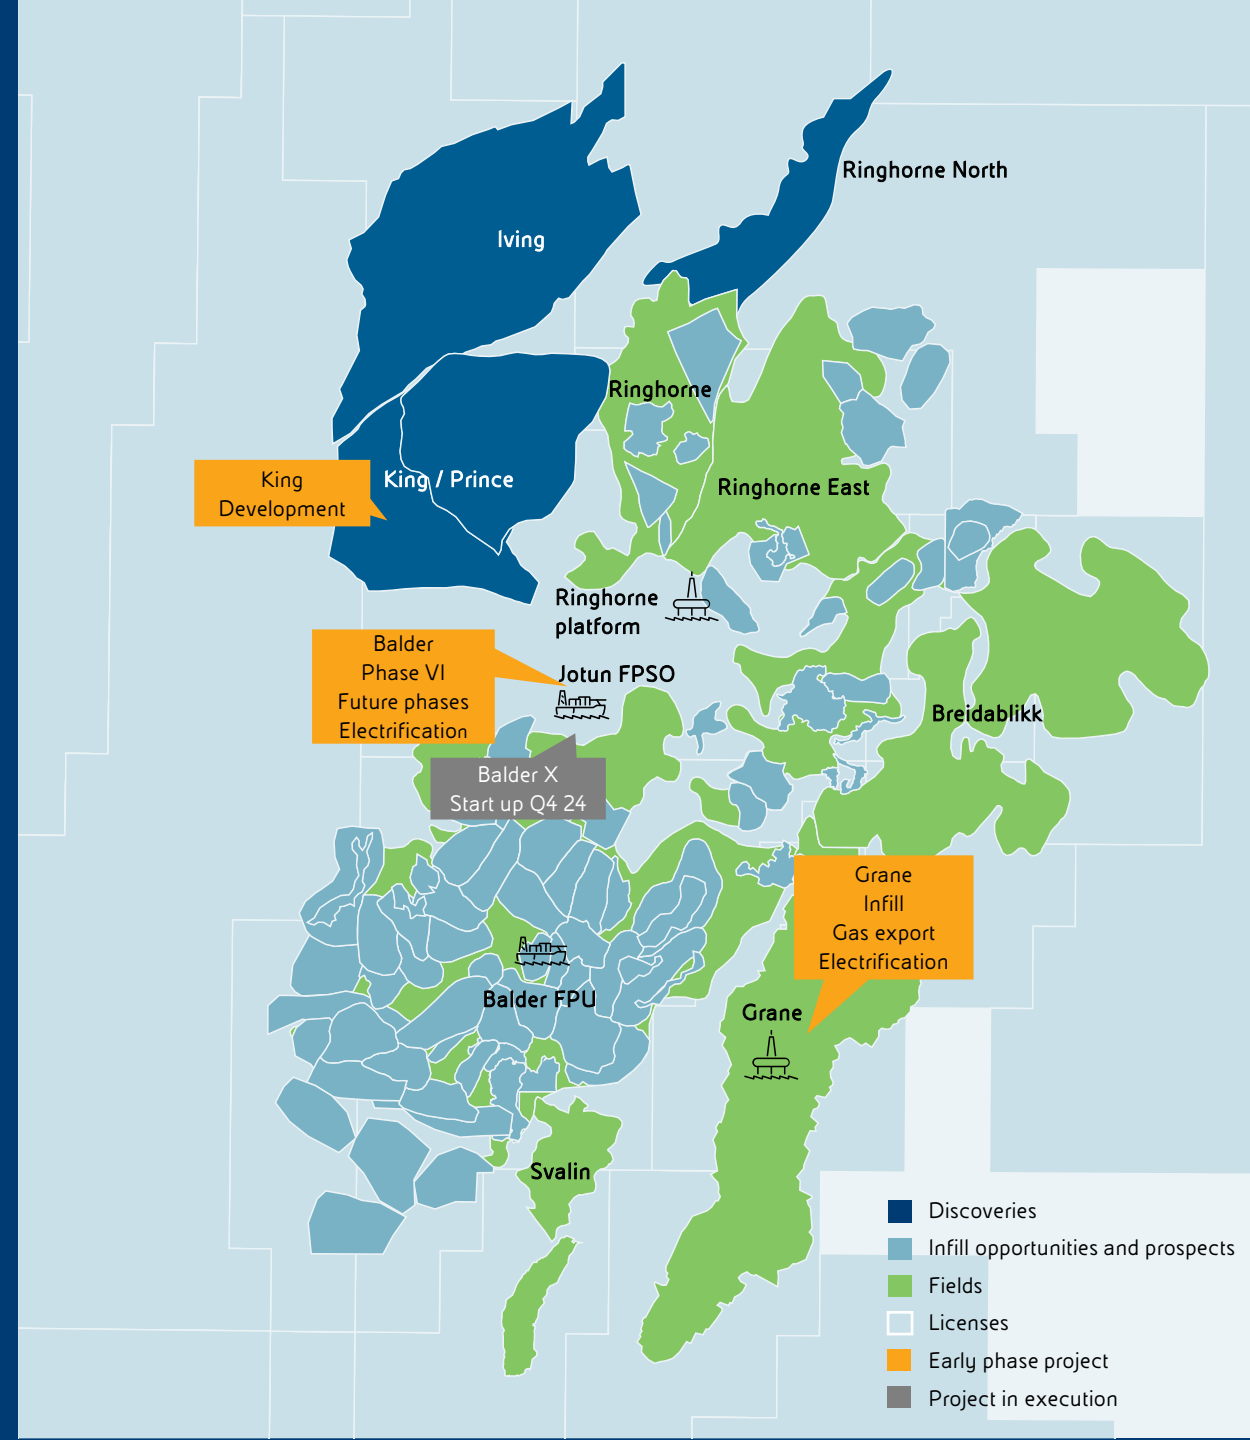 Ringhorne North
Iving
Ringhorne
King / Prince
Ringhorne East
King
Development
Ringhorne
platform
Balder
Phase VI
Future phases
Electrification
Jotun FPSO
Breidablikk
Balder X
Start up Q4 24
Grane
Infill
Gas export
Electrification
Balder FPU
Grane
Svalin
Discoveries
Infill opportunities and prospects
Fields
Licenses
Early phase project
Project in execution